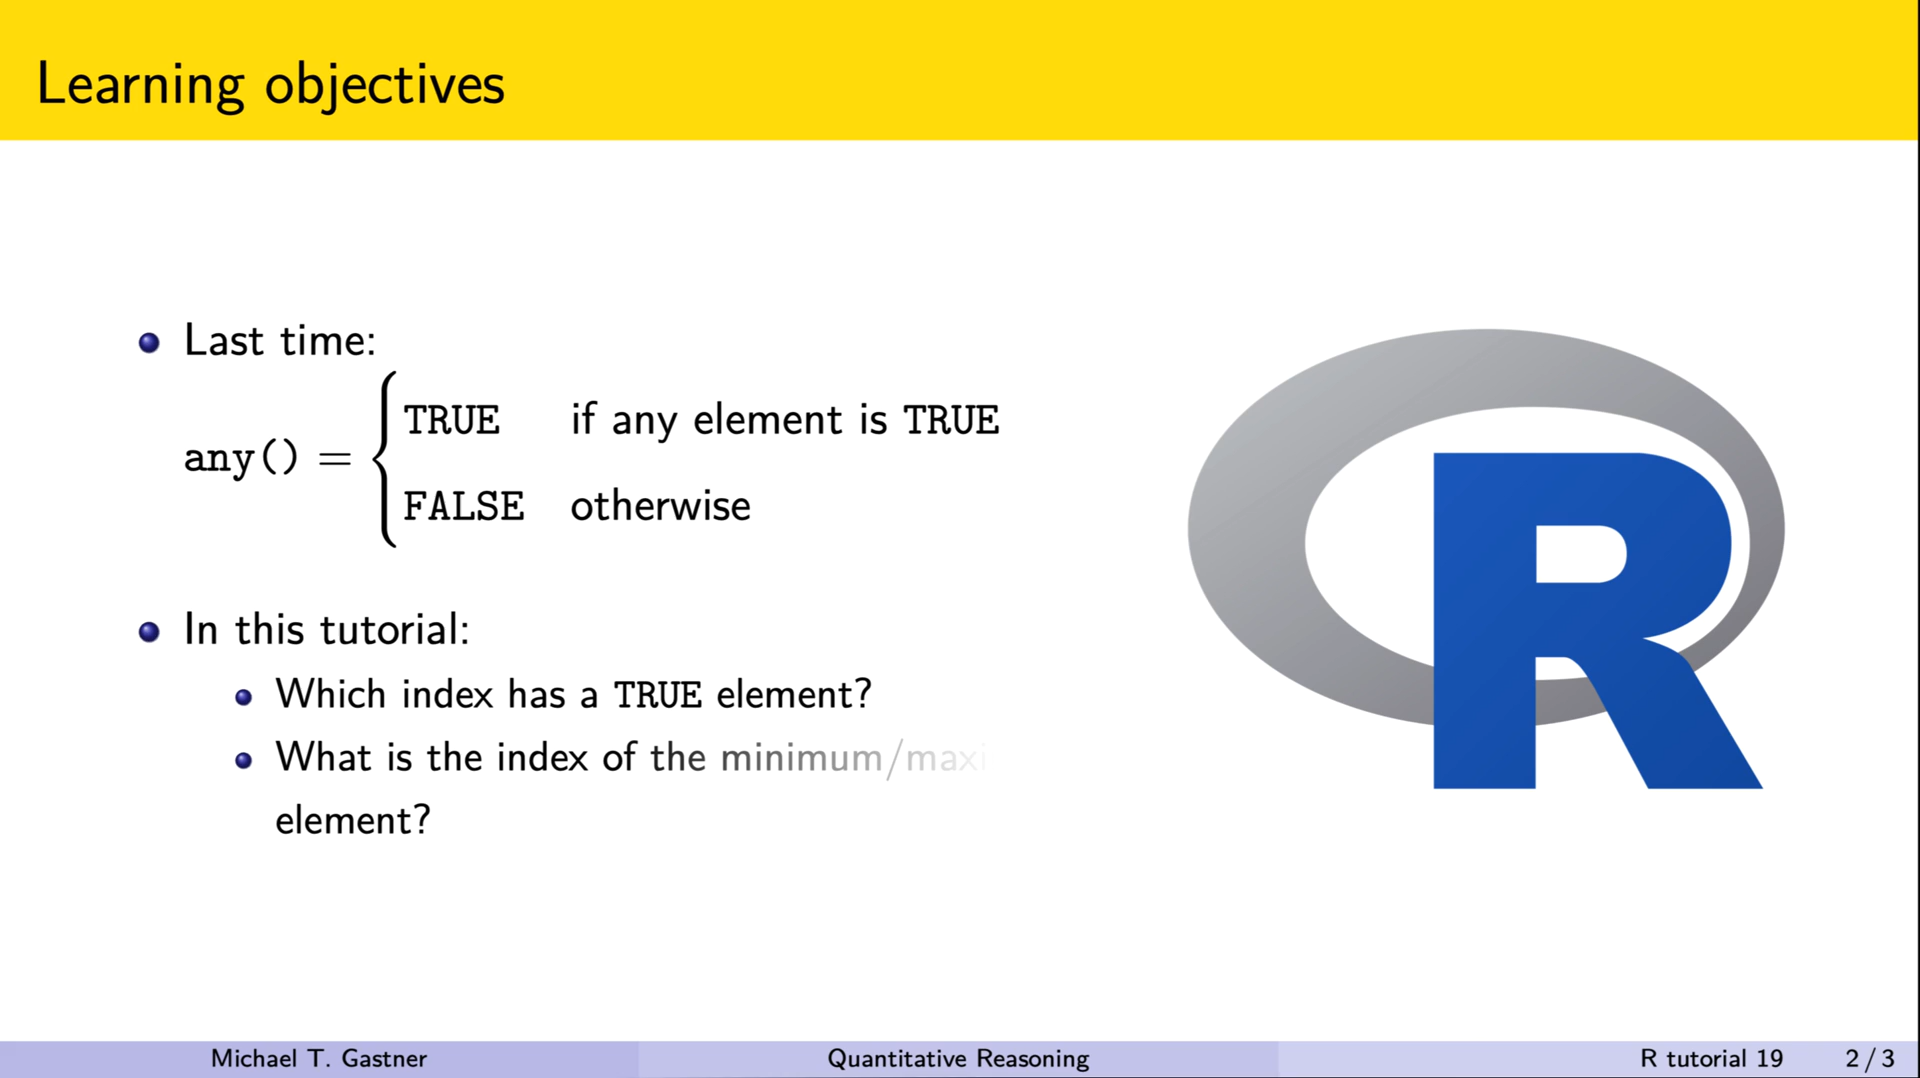 Learning objectives
Last time:
any() = { TRUE if any element is TRUE
FALSE otherwise
In this tutorial:
Which index has a TRUE element?
What is the index of the minimum/maxi
element?
R
Michael T. Gastner Quantitative Reasoning R tutorial 19 2 / 3